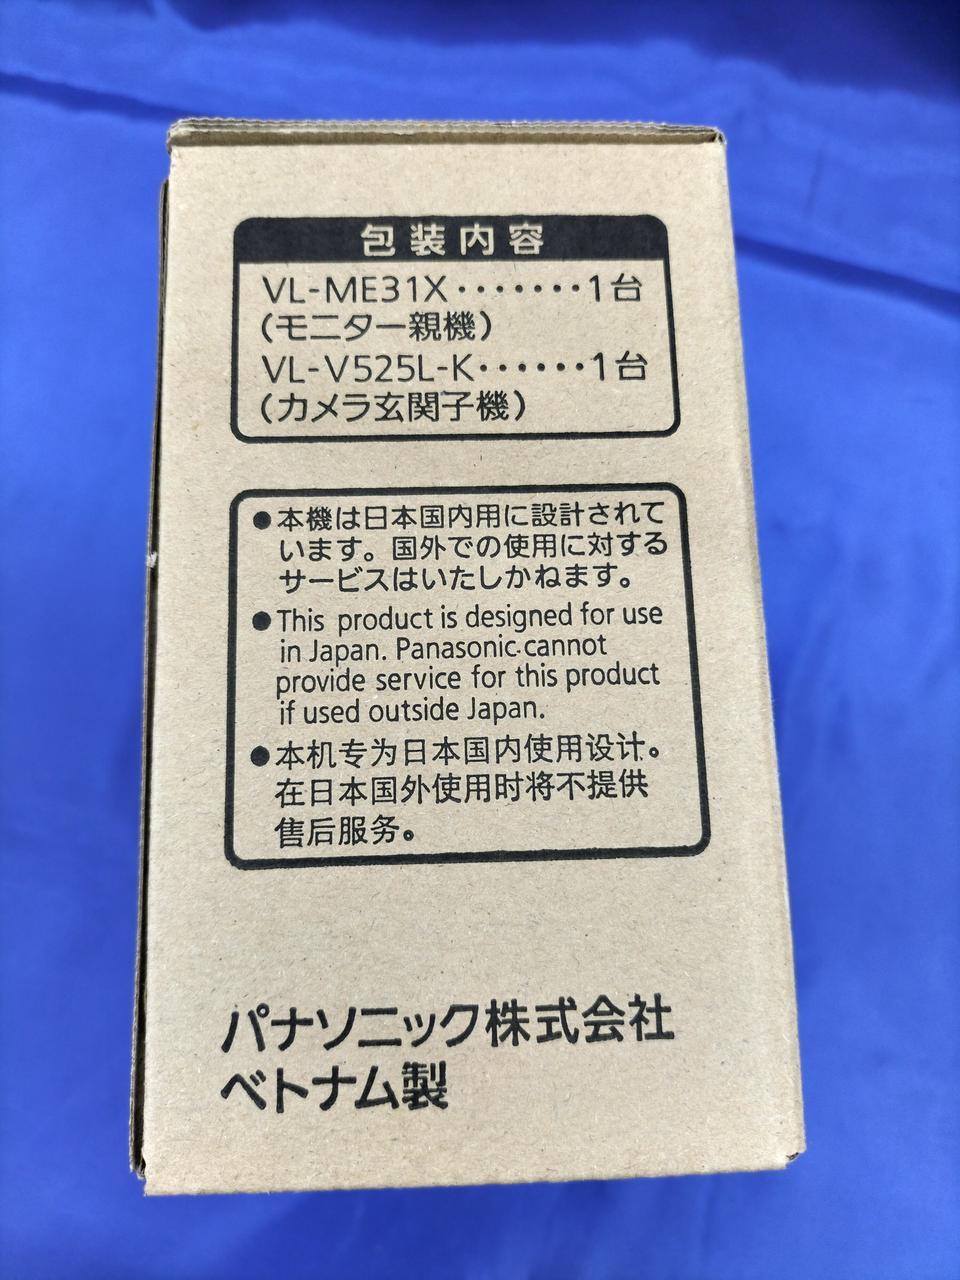 包装内容
VL-ME31X・・・・・・・1台
(モニター親機)
VL-V525L-K・・・・・・1台
(カメラ玄関子機)
●本機は日本国内用に設計されて
います。国外での使用に対する
サービスはいたしかねます。
●This product is designed for use
in Japan. Panasonic cannot
provide service for this product
if used outside Japan.
●本机专为日本国内使用设计。
在日本国外使用时将不提供
售后服务。
パナソニック株式会社
ベトナム製